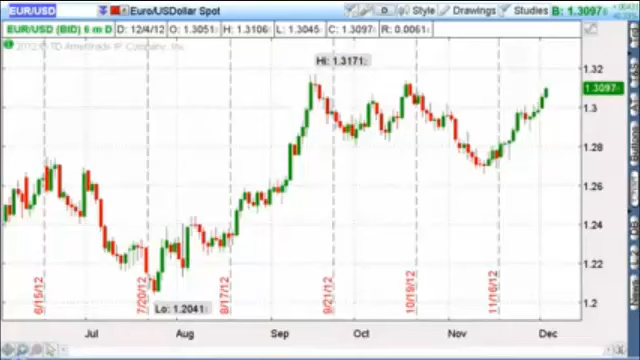 EUR/USD Euro/USDollar Spot Style Drawings Studies B: 1.3097
EUR/USD (BID) 6 m D D: 12/4/12 O: 1.3051 H: 1.3106 L: 1.3045 C: 1.3097 R: 0.0061
Hi: 1.3171
1.32
1.3097
1.3
1.28
1.26
1.24
1.22
1.2
6/15/12 7/20/12 8/17/12 9/21/12 10/19/12 11/16/12
Lo: 1.2041
Jul Aug Sep Oct Nov Dec